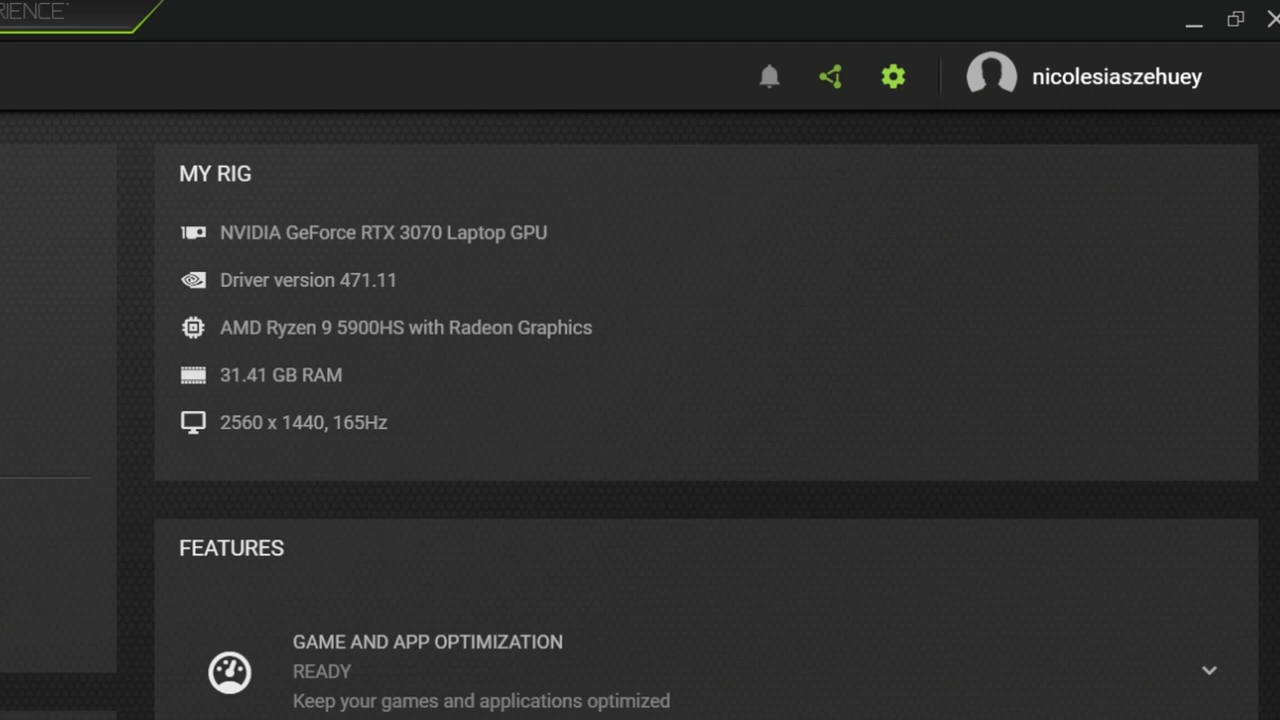 RIENCE
nicolesiaszehuey
MY RIG
NVIDIA GeForce RTX 3070 Laptop GPU
Driver version 471.11
AMD Ryzen 9 5900HS with Radeon Graphics
31.41 GB RAM
2560 x 1440, 165Hz
FEATURES
GAME AND APP OPTIMIZATION
READY
Keep your games and applications optimized